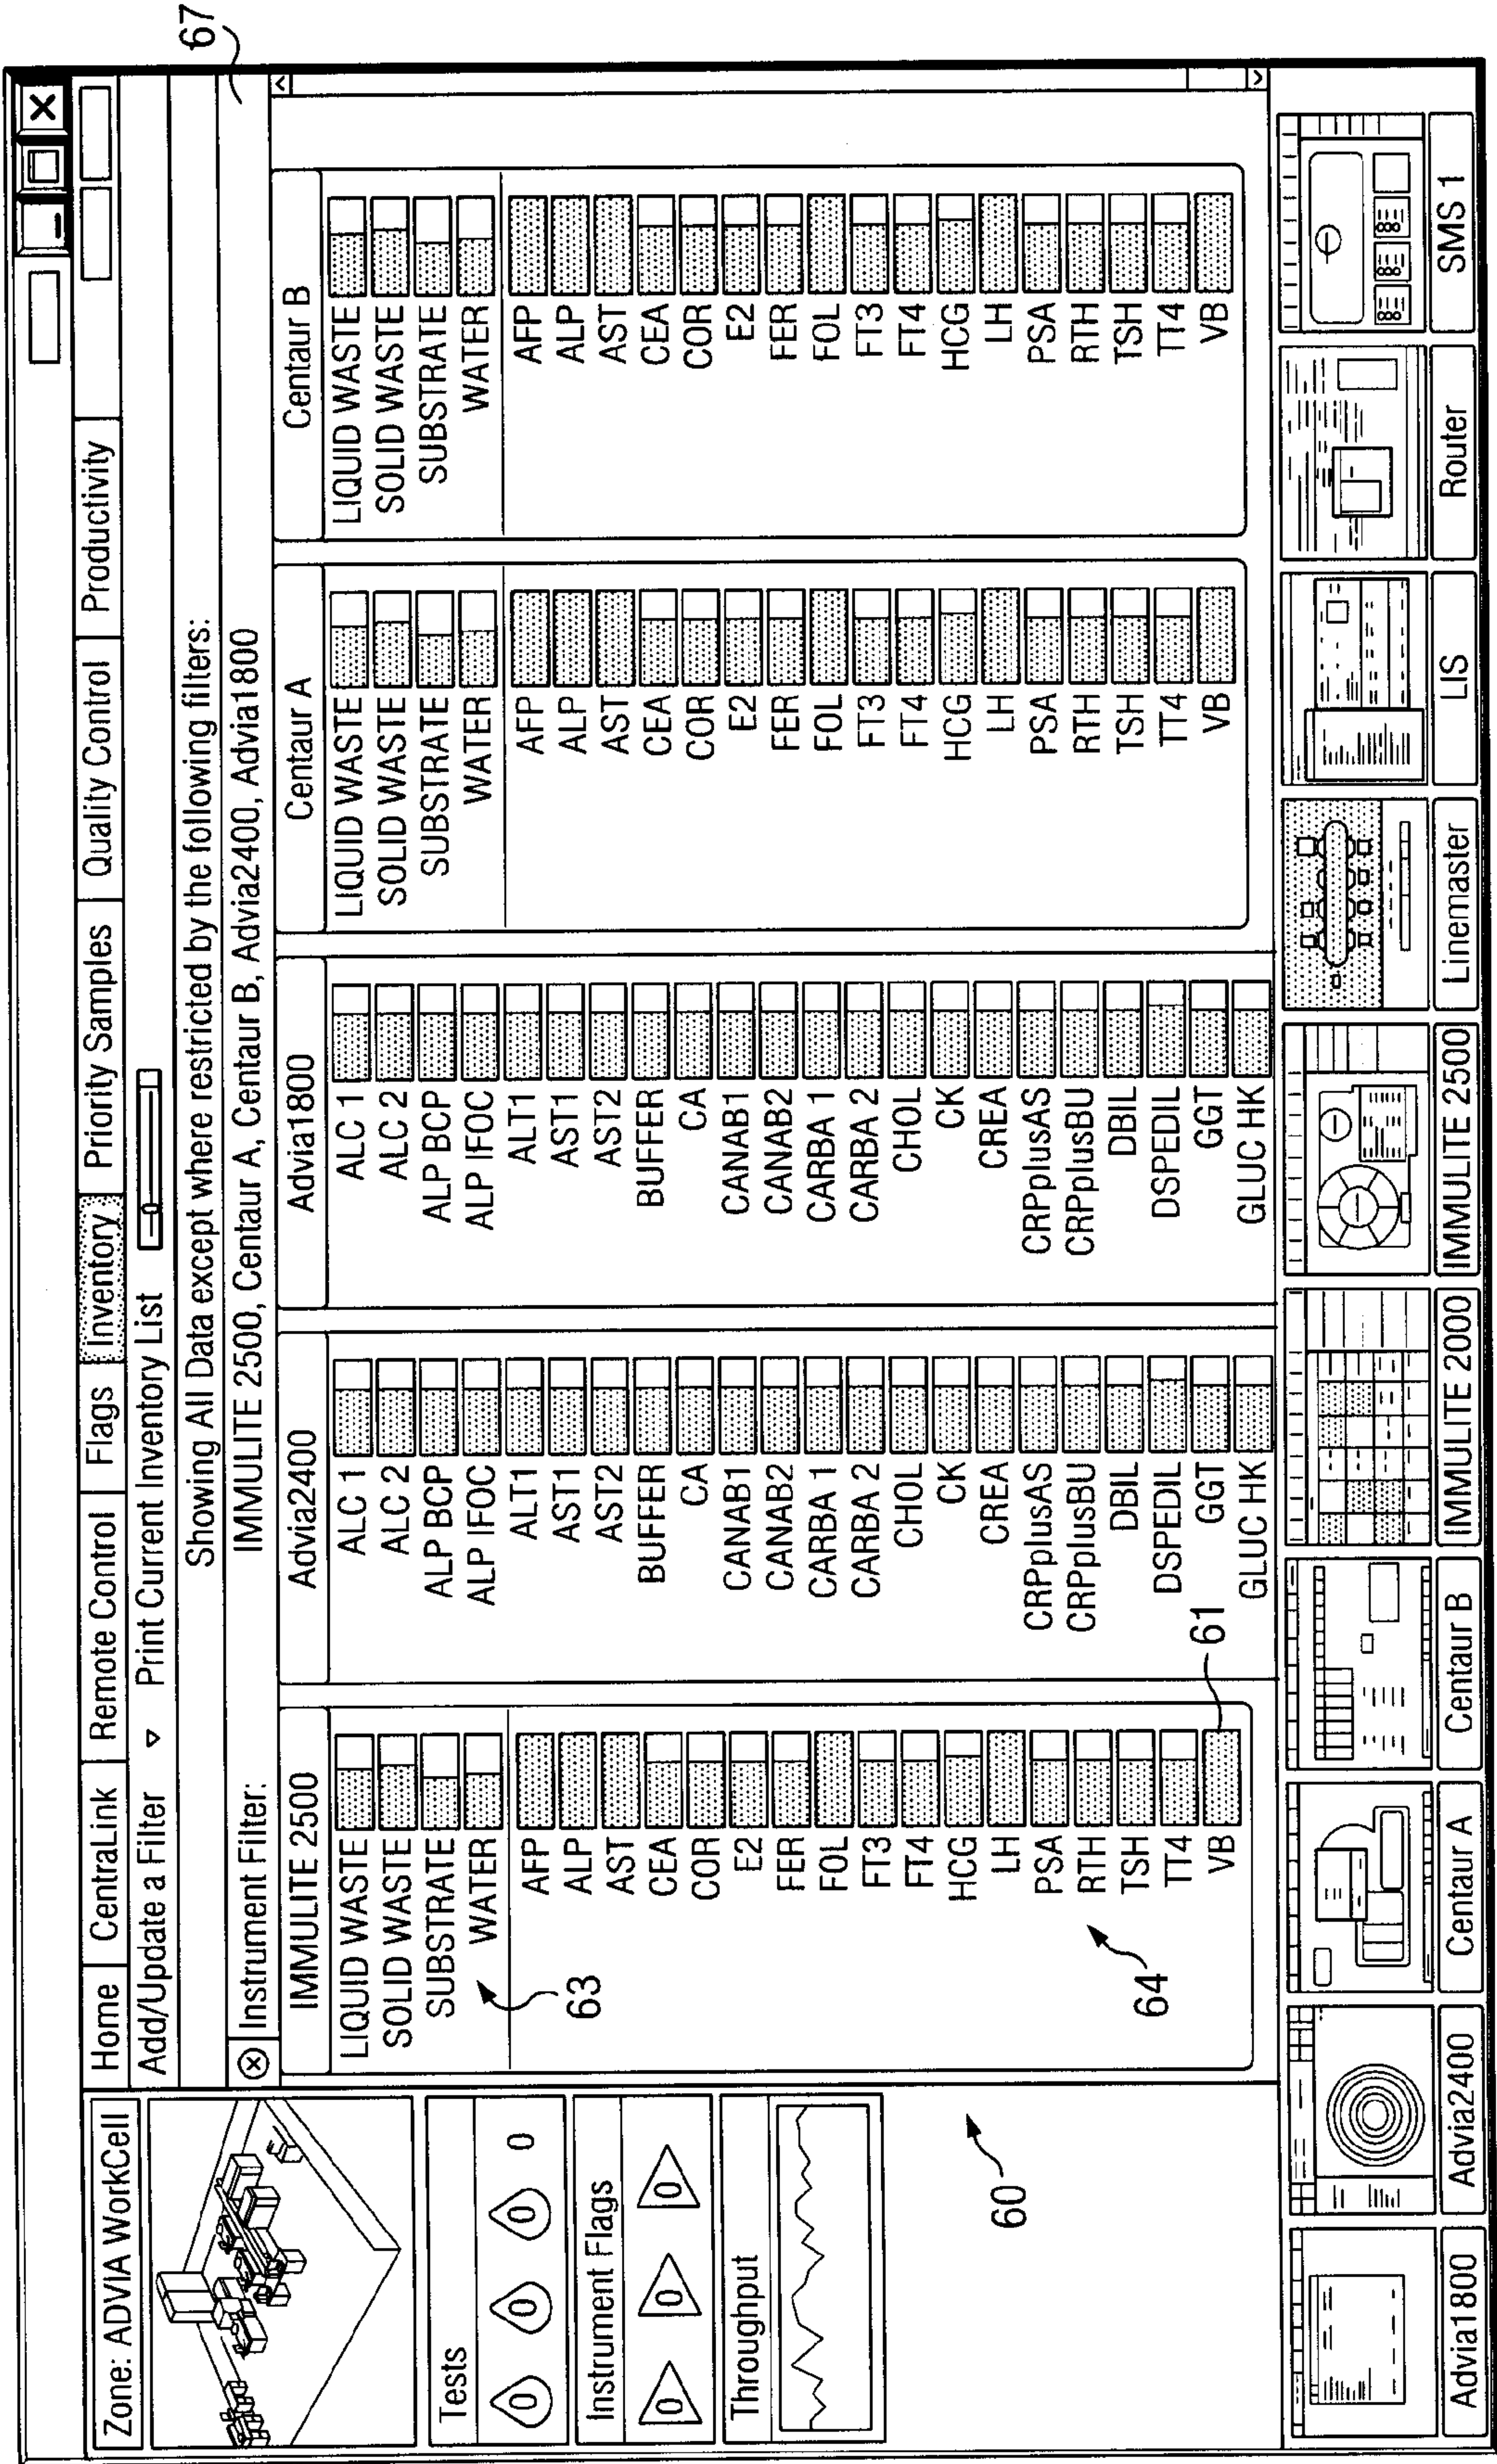 67
Home CentraLink Remote Control Flags Inventory Priority Samples Quality Control Productivity
Add/Update a Filter Print Current Inventory List
Showing All Data except where restricted by the following filters:
Instrument Filter: IMMULITE 2500, Centaur A, Centaur B, Advia2400, Advia1800
Zone: ADVIA WorkCell
Tests
0 0 0 0
Instrument Flags
0 0 0
Throughput
60
IMMULITE 2500
LIQUID WASTE
SOLID WASTE
SUBSTRATE
WATER
63
AFP
ALP
AST
CEA
COR
E2
FER
FOL
FT3
FT4
HCG
LH
PSA
RTH
TSH
TT4
VB
64
61
Advia2400
ALC 1
ALC 2
ALP BCP
ALP IFOC
ALT1
AST1
AST2
BUFFER
CA
CANAB1
CANAB2
CARBA 1
CARBA 2
CHOL
CK
CREA
CRPplusAS
CRPplusBU
DBIL
DSPEDIL
GGT
GLUC HK
Advia1800
ALC 1
ALC 2
ALP BCP
ALP IFOC
ALT1
AST1
AST2
BUFFER
CA
CANAB1
CANAB2
CARBA 1
CARBA 2
CHOL
CK
CREA
CRPplusAS
CRPplusBU
DBIL
DSPEDIL
GGT
GLUC HK
Centaur A
LIQUID WASTE
SOLID WASTE
SUBSTRATE
WATER
AFP
ALP
AST
CEA
COR
E2
FER
FOL
FT3
FT4
HCG
LH
PSA
RTH
TSH
TT4
VB
Centaur B
LIQUID WASTE
SOLID WASTE
SUBSTRATE
WATER
AFP
ALP
AST
CEA
COR
E2
FER
FOL
FT3
FT4
HCG
LH
PSA
RTH
TSH
TT4
VB
Advia1800 Advia2400 Centaur A Centaur B IMMULITE 2000 IMMULITE 2500 Linemaster LIS Router SMS 1